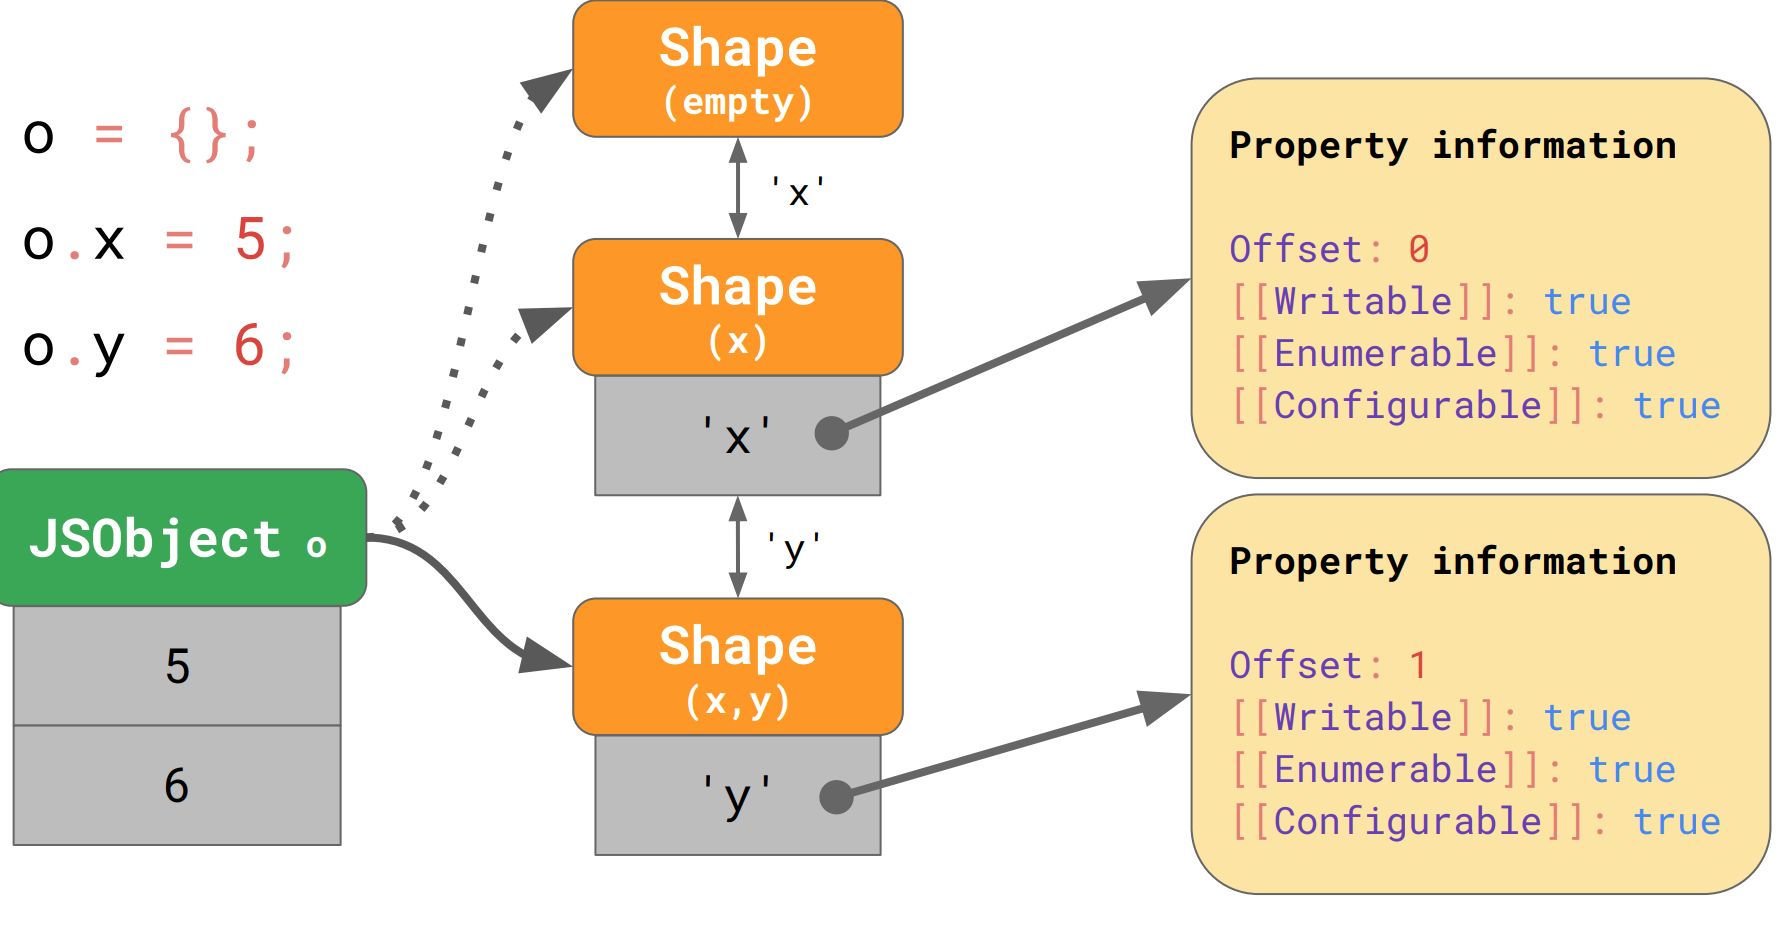 o = {};
o.x = 5;
o.y = 6;
JSObject o
5
6
Shape
(empty)
'x'
Shape
(x)
'x'
'y'
Shape
(x,y)
'y'
Property information
Offset: 0
[[Writable]]: true
[[Enumerable]]: true
[[Configurable]]: true
Property information
Offset: 1
[[Writable]]: true
[[Enumerable]]: true
[[Configurable]]: true